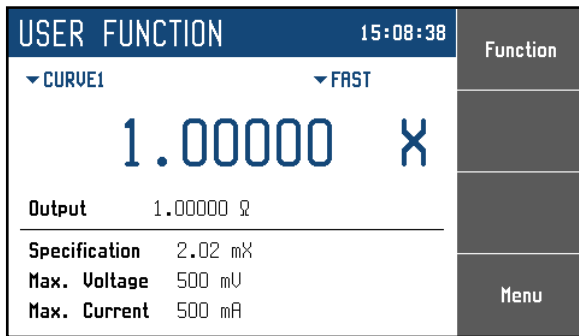 USER FUNCTION 15:08:38
Function
CURVE1 FAST
1.00000 X
Output 1.00000 Ω
Specification 2.02 mX
Max. Voltage 500 mV
Max. Current 500 mA
Menu